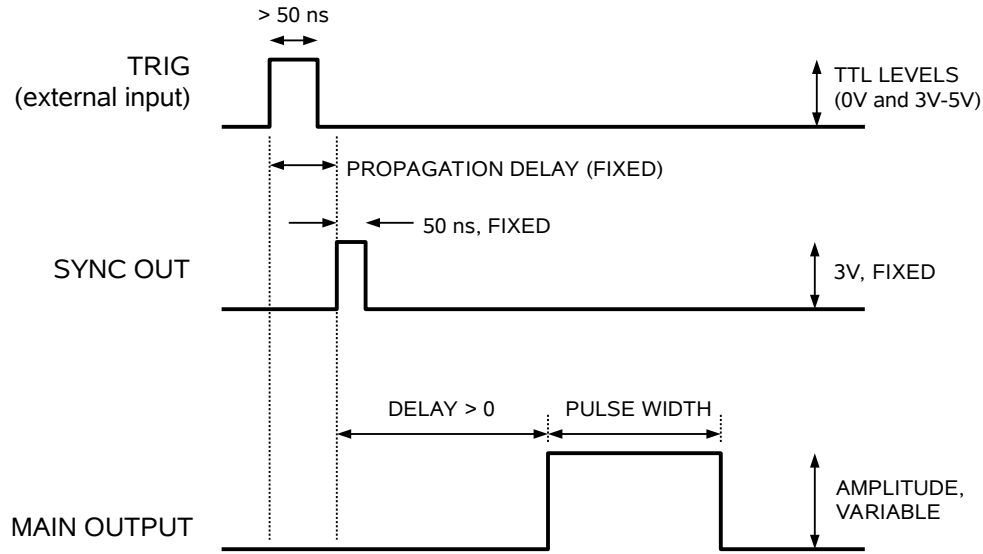 > 50 ns
TRIG
(external input)
TTL LEVELS
(0V and 3V-5V)
PROPAGATION DELAY (FIXED)
50 ns, FIXED
SYNC OUT
3V, FIXED
DELAY > 0
PULSE WIDTH
AMPLITUDE,
VARIABLE
MAIN OUTPUT